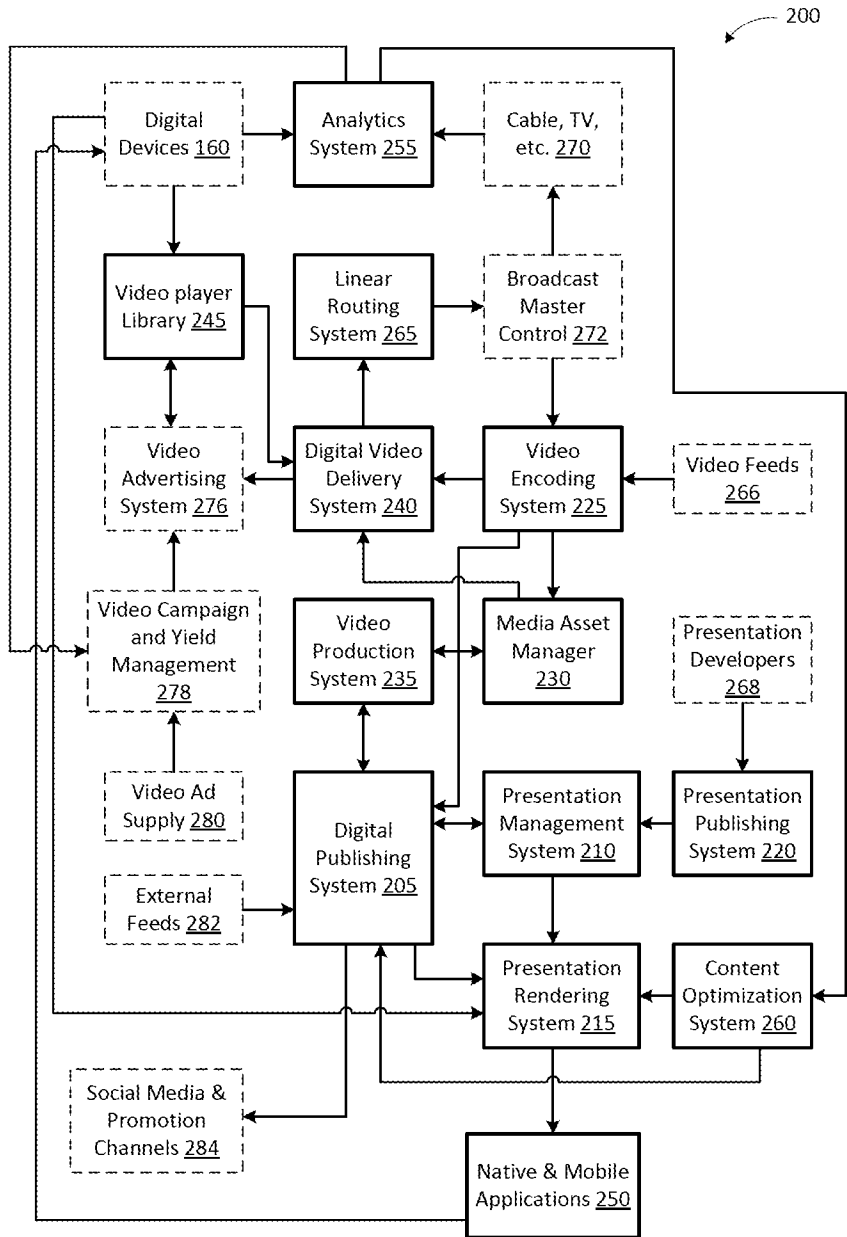 200
Digital
Devices 160
Analytics
System 255
Cable, TV,
etc. 270
Video player
Library 245
Linear
Routing
System 265
Broadcast
Master
Control 272
Video
Advertising
System 276
Digital Video
Delivery
System 240
Video
Encoding
System 225
Video Feeds
266
Video Campaign
and Yield
Management
278
Video
Production
System 235
Media Asset
Manager
230
Presentation
Developers
268
Video Ad
Supply 280
Digital
Publishing
System 205
Presentation
Management
System 210
Presentation
Publishing
System 220
External
Feeds 282
Presentation
Rendering
System 215
Content
Optimization
System 260
Social Media &
Promotion
Channels 284
Native & Mobile
Applications 250